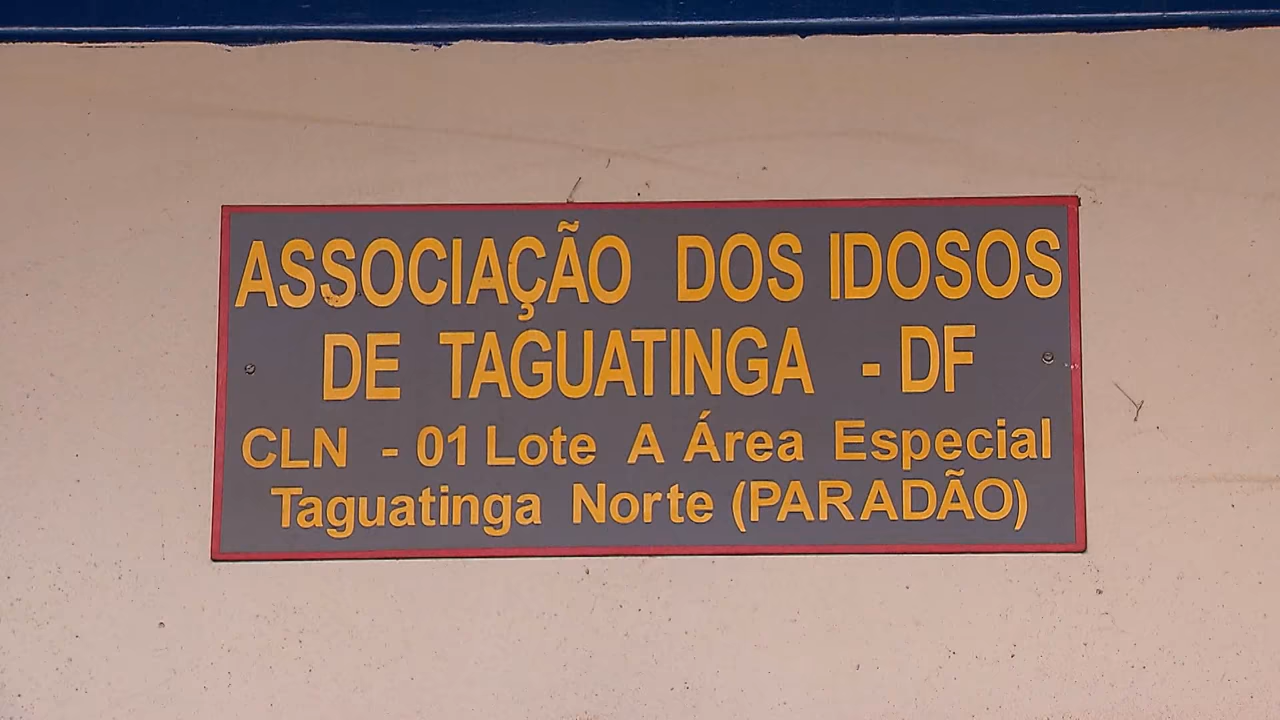 ASSOCIAÇÃO DOS IDOSOS
DE TAGUATINGA - DF
CLN - 01 Lote A Área Especial
Taguatinga Norte (PARADÃO)